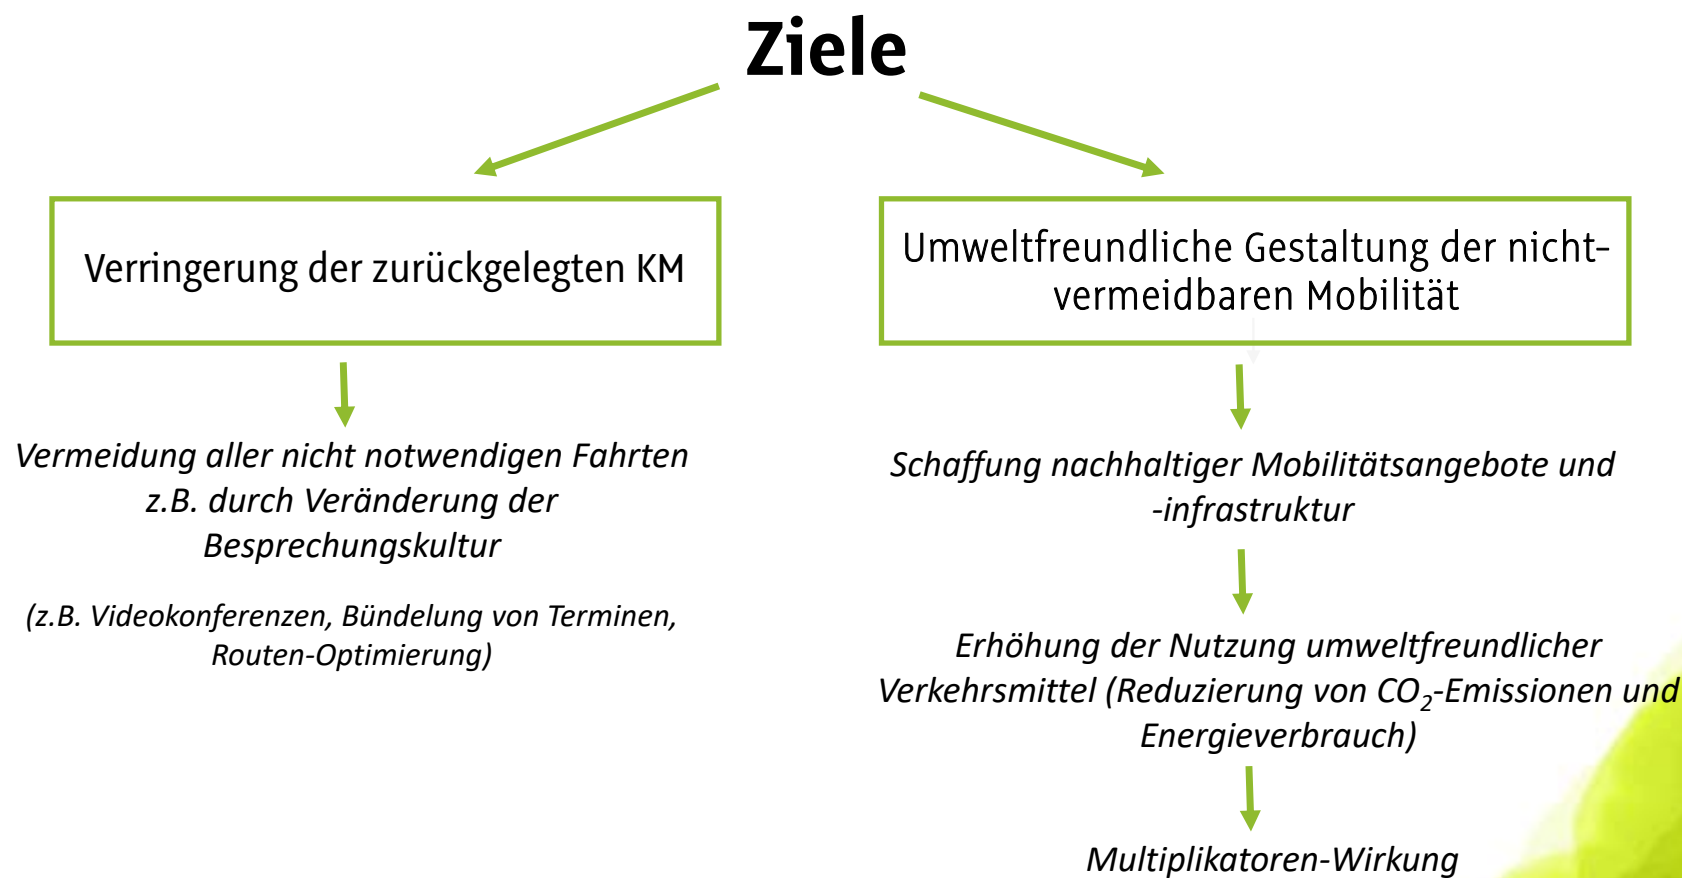 Ziele
Verringerung der zurückgelegten KM
Vermeidung aller nicht notwendigen Fahrten
z.B. durch Veränderung der
Besprechungskultur
(z.B. Videokonferenzen, Bündelung von Terminen,
Routen-Optimierung)
Umweltfreundliche Gestaltung der nicht-
vermeidbaren Mobilität
Schaffung nachhaltiger Mobilitätsangebote und
-infrastruktur
Erhöhung der Nutzung umweltfreundlicher
Verkehrsmittel (Reduzierung von CO₂-Emissionen und
Energieverbrauch)
Multiplikatoren-Wirkung